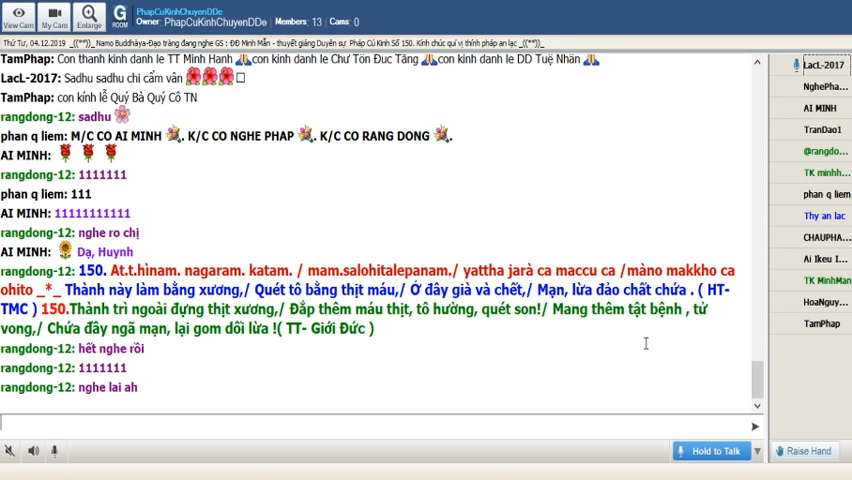 PhapCuKinhChuyenDDe
Owner: PhapCuKinhChuyenDDe Members: 13 / Cams: 0
View Cam My Cam Enlarge G ROOM
Thứ Tư, 04.12.2019 _((**))_ Namo Buddhàya-Đạo tràng đang nghe GS : ĐĐ Minh Mẫn - thuyết giảng Duyên sự Pháp Cú Kinh Số 150. Kính chúc quí vị thính pháp an lạc _((**))_
TamPhap: Con thanh kinh danh le TT Minh Hanh con kinh danh le Chư Tôn Đuc Tăng con kinh danh le DD Tuệ Nhãn
LacL-2017: Sadhu sadhu chi cẩm vân
TamPhap: con kính lễ Quý Bà Quý Cô TN
rangdong-12: sadhu
phan q liem: M/C CO AI MINH . K/C CO NGHE PHAP . K/C CO RANG DONG .
AI MINH:
rangdong-12: 1111111
phan q liem: 111
AI MINH: 11111111111
rangdong-12: nghe ro chị
AI MINH: Dạ, Huynh
rangdong-12: 150. At.t.hìnam. nagaram. katam. / mam.salohitalepanam./ yattha jarà ca maccu ca /màno makkho ca
ohito _*_ Thành này làm bằng xương,/ Quét tô bằng thịt máu,/ Ở đây già và chết,/ Mạn, lừa đảo chất chứa . ( HT-
TMC ) 150.Thành trì ngoài đựng thịt xương,/ Đắp thêm máu thịt, tô hường, quét son!/ Mang thêm tật bệnh , tử
vong,/ Chứa đây ngã mạn, lại gom dối lừa !( TT- Giới Đức )
rangdong-12: hết nghe rồi
rangdong-12: 1111111
rangdong-12: nghe lai ah
LacL-2017
NghePha...
AI MINH
TranDao1
@rangdo...
TK minhh...
phan q liem
Thy an lac
CHAUPHA...
Ai Ikeu I...
TK MinhMan
HoaNguy...
TamPhap
Hold to Talk
Raise Hand